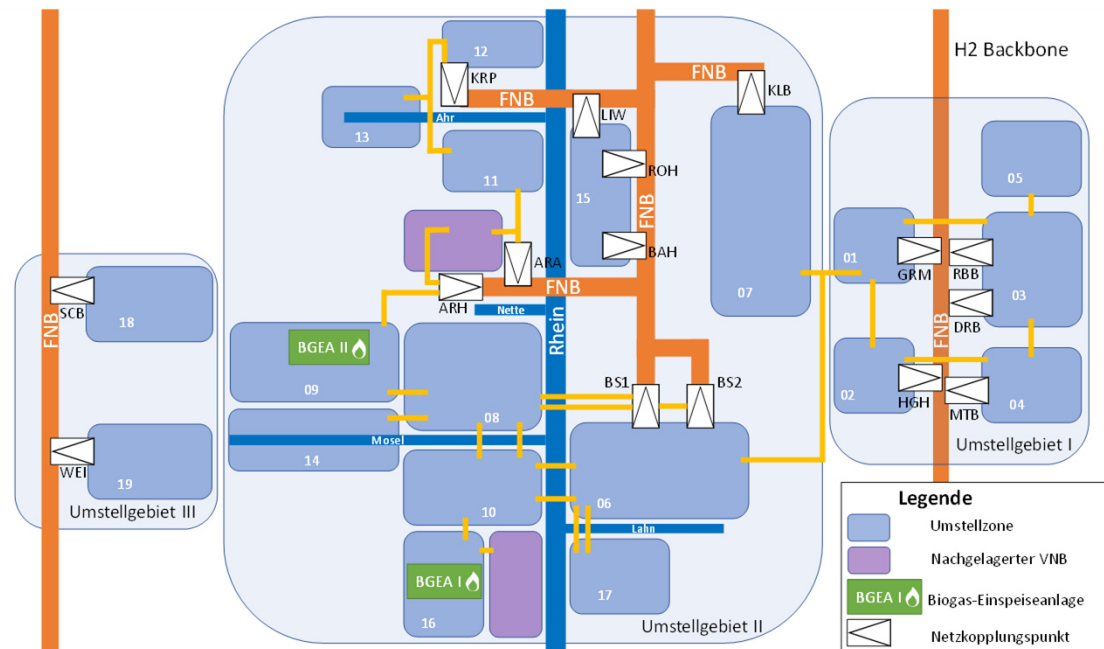 12
KRP
FNB
FNB
KLB
H2 Backbone
LIW
Ahr
13
11
15
ROH
FNB
BAH
ARA
FNB
ARH
Nette
Rhein
07
05
01
GRM
RBB
03
DRB
FNB
02
HGH
MTB
04
Umstellgebiet I
SCB
18
FNB
WEI
19
Umstellgebiet III
BGEA II
09
08
BS1
BS2
Mosel
14
10
06
Lahn
BGEA I
16
17
Umstellgebiet II
Legende
Umstellzone
Nachgelagerter VNB
BGEA I
Biogas-Einspeiseanlage
Netzkopplungspunkt